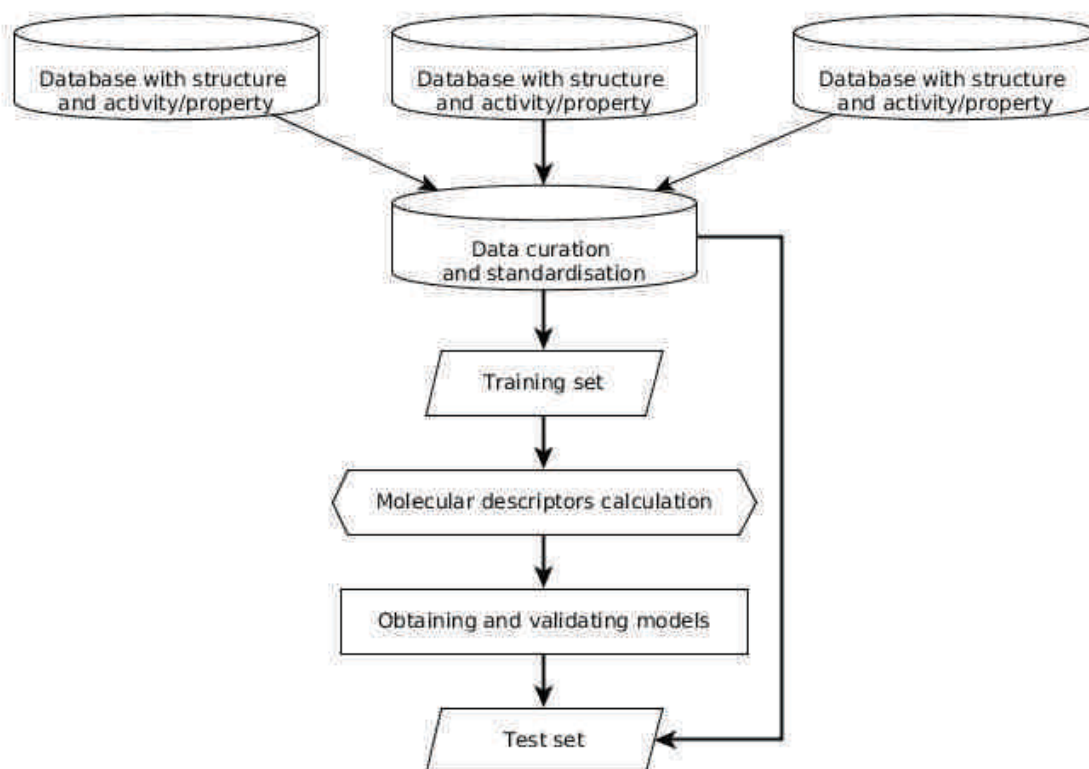 Database with structure
and activity/property
Database with structure
and activity/property
Database with structure
and activity/property
Data curation
and standardisation
Training set
Molecular descriptors calculation
Obtaining and validating models
Test set